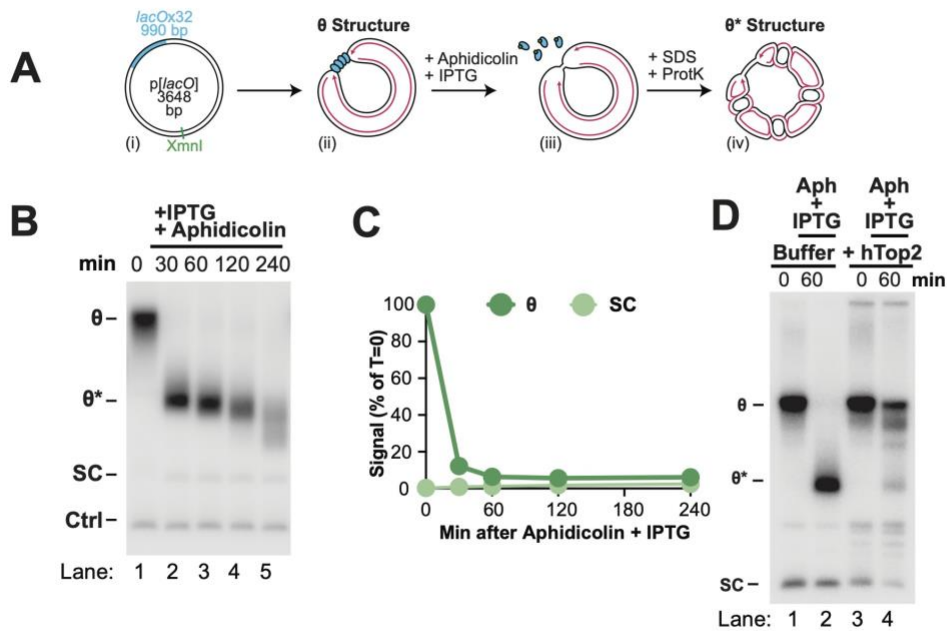 A
lacOx32
990 bp
p[lacO]
3648
bp
XmnI
(i)
θ Structure
(ii)
+ Aphidicolin
+ IPTG
(iii)
+ SDS
+ ProtK
θ* Structure
(iv)
B
+IPTG
+ Aphidicolin
min 0 30 60 120 240
θ
θ*
SC
Ctrl
Lane: 1 2 3 4 5
C
θ SC
Signal (% of T=0)
100
80
60
40
20
0
0 60 120 180 240
Min after Aphidicolin + IPTG
D
Aph Aph
+ +
IPTG IPTG
Buffer + hTop2
0 60 0 60 min
θ
θ*
SC
Lane: 1 2 3 4